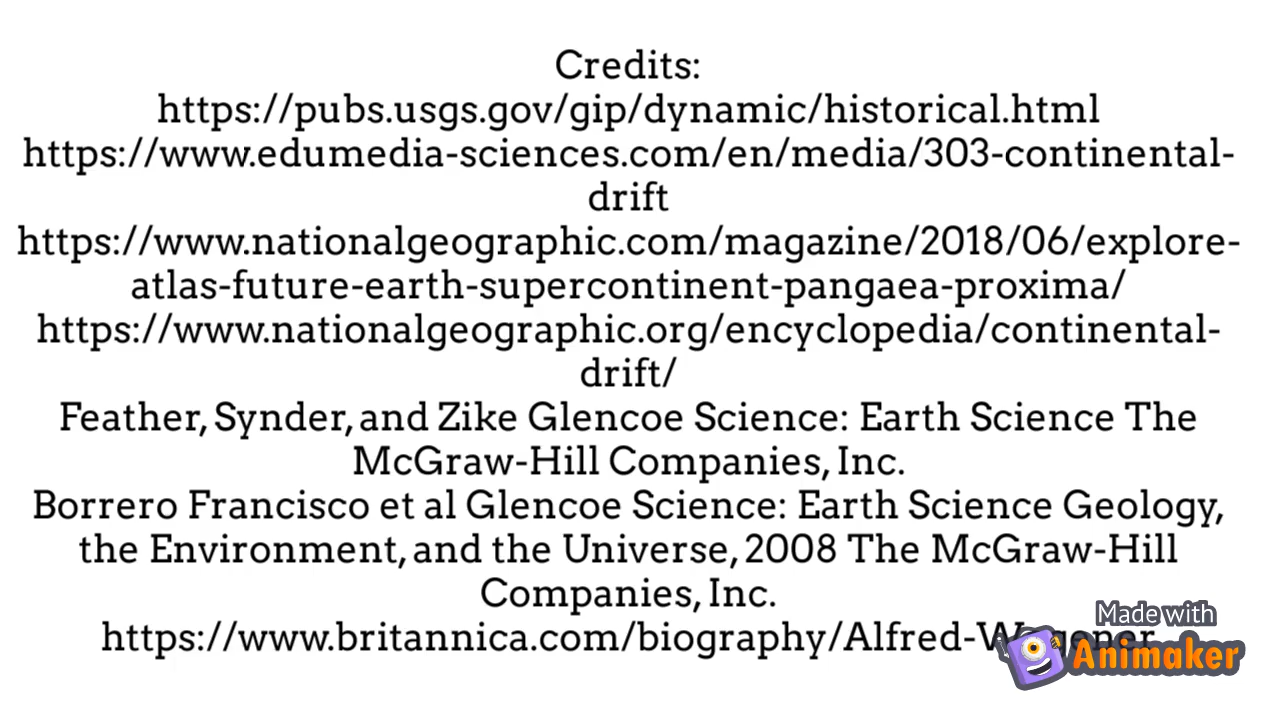 Credits:
https://pubs.usgs.gov/gip/dynamic/historical.html
https://www.edumedia-sciences.com/en/media/303-continental-
drift
https://www.nationalgeographic.com/magazine/2018/06/explore-
atlas-future-earth-supercontinent-pangaea-proxima/
https://www.nationalgeographic.org/encyclopedia/continental-
drift/
Feather, Synder, and Zike Glencoe Science: Earth Science The
McGraw-Hill Companies, Inc.
Borrero Francisco et al Glencoe Science: Earth Science Geology,
the Environment, and the Universe, 2008 The McGraw-Hill
Companies, Inc.
https://www.britannica.com/biography/Alfred-Wegener
Made with
Animaker